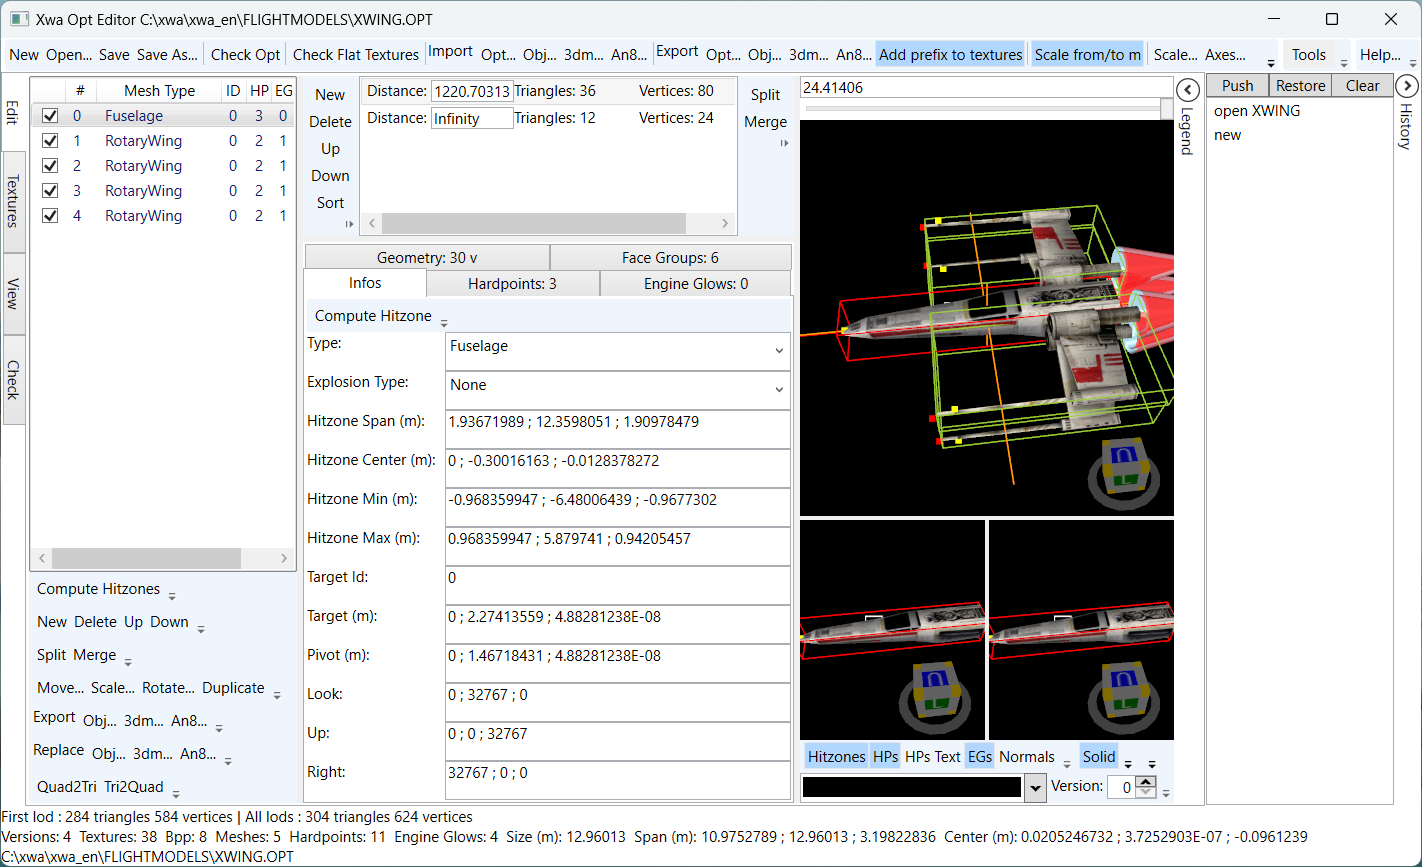 Xwa Opt Editor C:\xwa\xwa_en\FLIGHTMODELS\XWING.OPT
New Open... Save Save As... Check Opt Check Flat Textures Import Opt... Obj... 3dm... An8... Export Opt... Obj... 3dm... An8... Add prefix to textures Scale from/to m Scale... Axes... Tools Help...
Edit
Textures
View
Check
# Mesh Type ID HP EG
0 Fuselage 0 3 0
1 RotaryWing 0 2 1
2 RotaryWing 0 2 1
3 RotaryWing 0 2 1
4 RotaryWing 0 2 1
Compute Hitzones
New Delete Up Down
Split Merge
Move... Scale... Rotate... Duplicate
Export Obj... 3dm... An8...
Replace Obj... 3dm... An8...
Quad2Tri Tri2Quad
New
Delete
Up
Down
Sort
Distance: 1220.70313 Triangles: 36 Vertices: 80
Distance: Infinity Triangles: 12 Vertices: 24
Split
Merge
Geometry: 30 v Face Groups: 6
Infos Hardpoints: 3 Engine Glows: 0
Compute Hitzone
Type: Fuselage
Explosion Type: None
Hitzone Span (m): 1.93671989 ; 12.3598051 ; 1.90978479
Hitzone Center (m): 0 ; -0.30016163 ; -0.0128378272
Hitzone Min (m): -0.968359947 ; -6.48006439 ; -0.9677302
Hitzone Max (m): 0.968359947 ; 5.879741 ; 0.94205457
Target Id: 0
Target (m): 0 ; 2.27413559 ; 4.88281238E-08
Pivot (m): 0 ; 1.46718431 ; 4.88281238E-08
Look: 0 ; 32767 ; 0
Up: 0 ; 0 ; 32767
Right: 32767 ; 0 ; 0
24.41406
Legend
U
L
U
L
U
L
Hitzones HPs HPs Text EGs Normals Solid
Version: 0
Push Restore Clear
open XWING
new
History
First lod : 284 triangles 584 vertices | All lods : 304 triangles 624 vertices
Versions: 4 Textures: 38 Bpp: 8 Meshes: 5 Hardpoints: 11 Engine Glows: 4 Size (m): 12.96013 Span (m): 10.9752789 ; 12.96013 ; 3.19822836 Center (m): 0.0205246732 ; 3.7252903E-07 ; -0.0961239
C:\xwa\xwa_en\FLIGHTMODELS\XWING.OPT